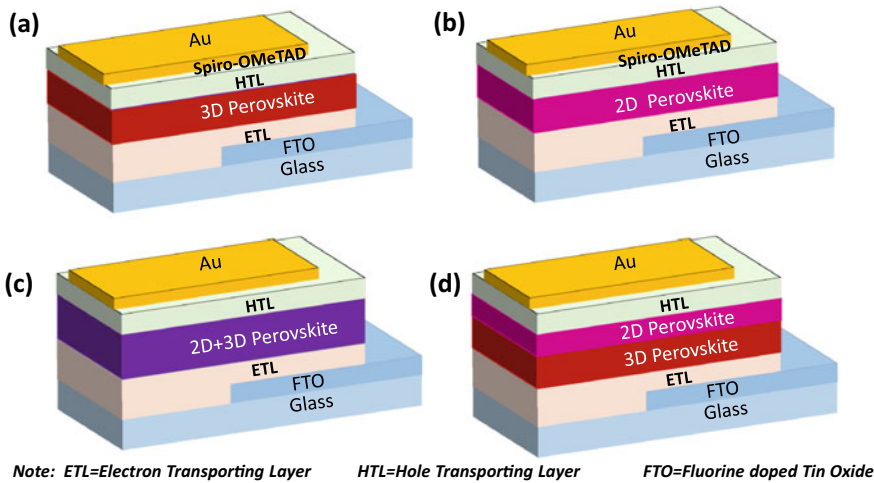 (a)
Au
Spiro-OMeTAD
HTL
3D Perovskite
ETL
FTO
Glass
(b)
Au
Spiro-OMeTAD
HTL
2D Perovskite
ETL
FTO
Glass
(c)
Au
HTL
2D+3D Perovskite
ETL
FTO
Glass
(d)
Au
HTL
2D Perovskite
3D Perovskite
ETL
FTO
Glass
Note: ETL=Electron Transporting Layer HTL=Hole Transporting Layer FTO=Fluorine doped Tin Oxide